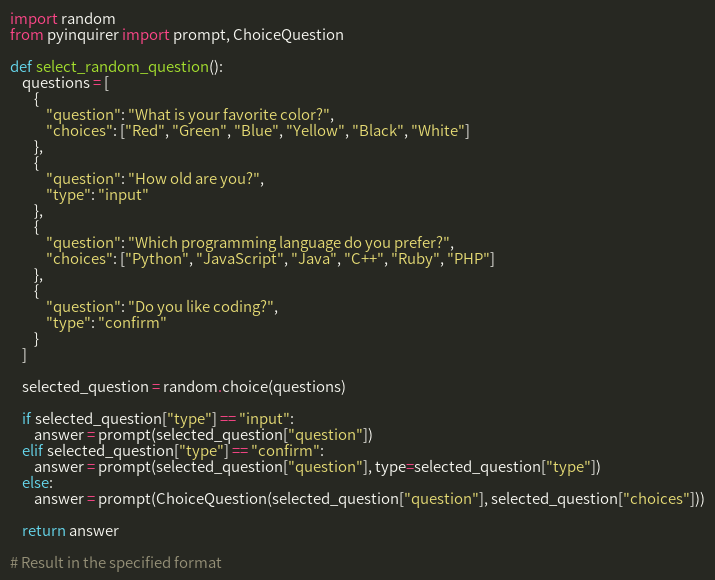 import random
from pyinquirer import prompt, ChoiceQuestion

def select_random_question():
    questions = [
        {
            "question": "What is your favorite color?",
            "choices": ["Red", "Green", "Blue", "Yellow", "Black", "White"]
        },
        {
            "question": "How old are you?",
            "type": "input"
        },
        {
            "question": "Which programming language do you prefer?",
            "choices": ["Python", "JavaScript", "Java", "C++", "Ruby", "PHP"]
        },
        {
            "question": "Do you like coding?",
            "type": "confirm"
        }
    ]

    selected_question = random.choice(questions)

    if selected_question["type"] == "input":
        answer = prompt(selected_question["question"])
    elif selected_question["type"] == "confirm":
        answer = prompt(selected_question["question"], type=selected_question["type"])
    else:
        answer = prompt(ChoiceQuestion(selected_question["question"], selected_question["choices"]))

    return answer

# Result in the specified format